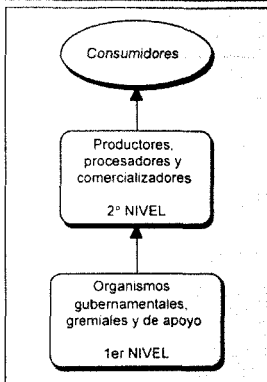 Consumidores
Productores,
procesadores y
comercializadores
2° NIVEL
Organismos
gubernamentales,
gremiales y de apoyo
1er NIVEL